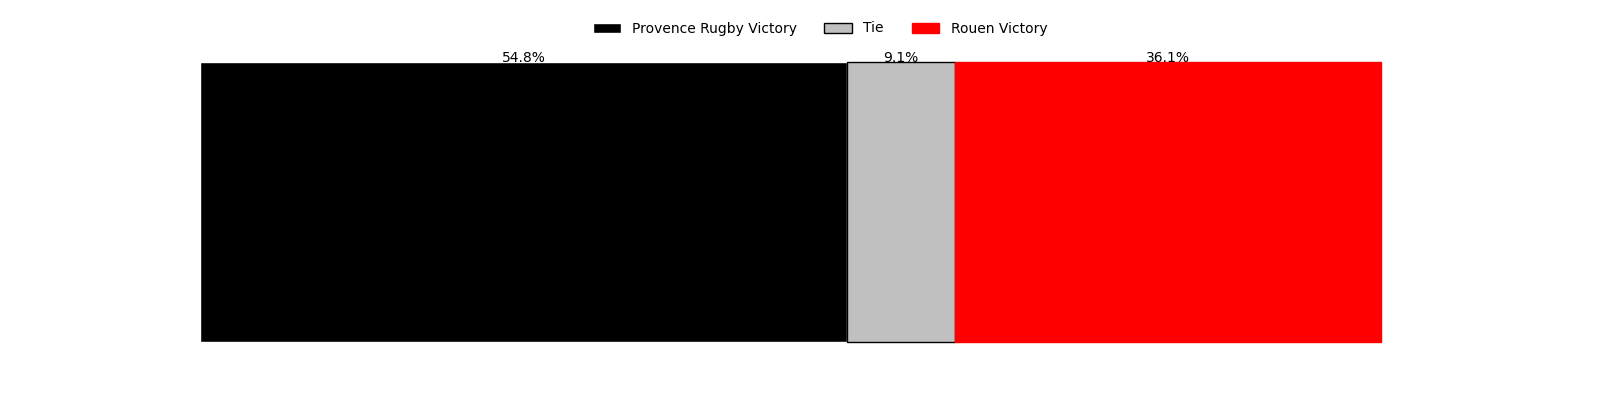 Provence Rugby Victory Tie Rouen Victory
54.8% 9.1% 36.1%